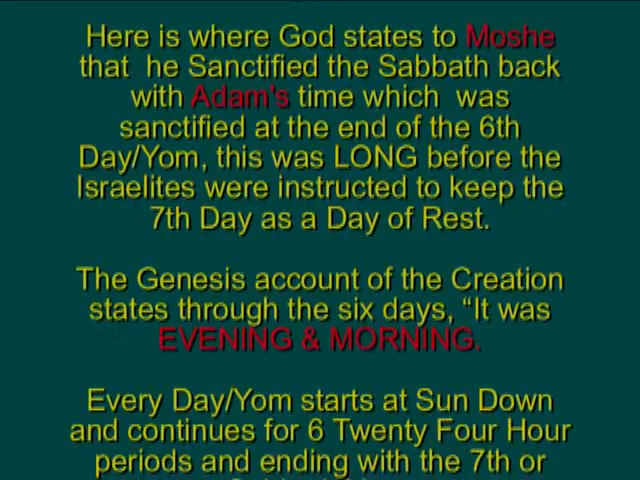 Here is where God states to Moshe
that he Sanctified the Sabbath back
with Adam's time which was
sanctified at the end of the 6th
Day/Yom, this was LONG before the
Israelites were instructed to keep the
7th Day as a Day of Rest.
The Genesis account of the Creation
states through the six days, “It was
EVENING & MORNING.
Every Day/Yom starts at Sun Down
and continues for 6 Twenty Four Hour
periods and ending with the 7th or